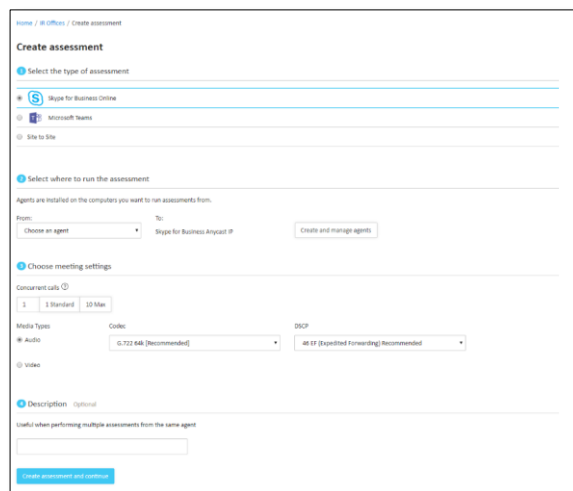 Home / IR Offices / Create assessment
Create assessment
1 Select the type of assessment
S Skype for Business Online
Microsoft Teams
Site to Site
2 Select where to run the assessment
Agents are installed on the computers you want to run assessments from.
From: To:
Choose an agent Skype for Business Anycast IP Create and manage agents
3 Choose meeting settings
Concurrent calls ?
1 1 Standard 10 Max
Media Types Codec DSCP
Audio G.722 64k [Recommended] 46 EF (Expedited Forwarding) Recommended
Video
4 Description Optional
Useful when performing multiple assessments from the same agent
Create assessment and continue